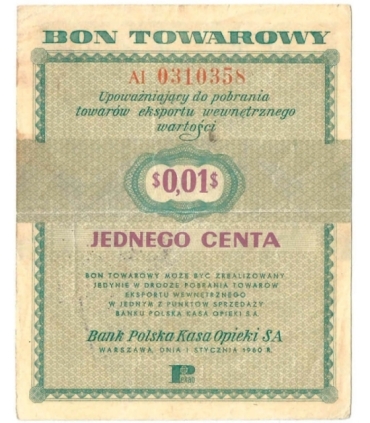 BON TOWAROWY
AI 0310358
Upoważniający do pobrania
towarów eksportu wewnętrznego
wartości
$0,01$
JEDNEGO CENTA
BON TOWAROWY MOŻE BYĆ ZREALIZOWANY
JEDYNIE W DRODZE POBRANIA TOWARÓW
EKSPORTU WEWNĘTRZNEGO
W JEDNYM Z PUNKTÓW SPRZEDAŻY
BANKU POLSKA KASA OPIEKI SA
Bank Polska Kasa Opieki SA
WARSZAWA, DNIA 1 STYCZNIA 1960 R.
PKO